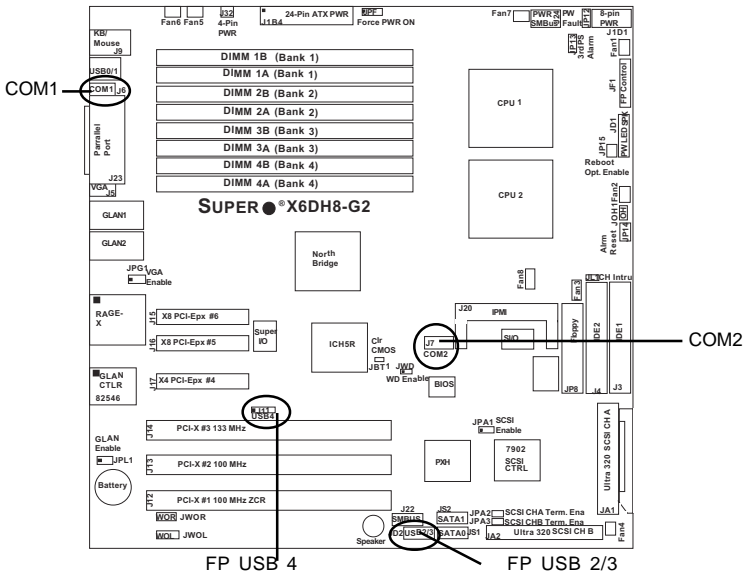 Fan6 Fan5
J32
4-Pin
PWR
24-Pin ATX PWR
J1B4
JPF
Force PWR ON
Fan7
PWR
SMBus
J24
PW
Fault
JP12
8-pin
PWR
J1D1
JP13
3rdPS
Alarm
Fan1
KB/
Mouse
J9
USB0/1
COM1
COM1 J6
Parrallel
Port
J23
VGA
J5
GLAN1
GLAN2
DIMM 1B (Bank 1)
DIMM 1A (Bank 1)
DIMM 2B (Bank 2)
DIMM 2A (Bank 2)
DIMM 3B (Bank 3)
DIMM 3A (Bank 3)
DIMM 4B (Bank 4)
DIMM 4A (Bank 4)
SUPER ® X6DH8-G2
CPU 1
CPU 2
JF1
FP Control
JD1
PW LED SPK
JP15
Reboot
Opt. Enable
Fan2
JOH1
OH
Alrm
Reset
JP14
North
Bridge
JPG1
VGA
Enable
Fan8
Fan3
JL1 CH Intru
RAGE-
X
J15
X8 PCI-Epx #6
J16
X8 PCI-Epx #5
J17
X4 PCI-Epx #4
Super
I/O
ICH5R
Clr
CMOS
JBT1
J7
COM2
COM2
JWD
WD Enable
BIOS
J20
IPMI
SI/O
Floppy
JP8
IDE2
J4
IDE1
J3
GLAN
CTLR
82546
J11
USB4
J14
PCI-X #3 133 MHz
J13
PCI-X #2 100 MHz
J12
PCI-X #1 100 MHz ZCR
GLAN
Enable
JPL1
Battery
WOR JWOR
WOL JWOL
JPA1 SCSI
Enable
PXH
7902
SCSI
CTRL
Ultra 320 SCSI CH A
JA1
Speaker
J22
SMBUS
JD2 USB2/3
JS2
SATA1
SATA0 JS1
JPA2 SCSI CHA Term. Ena
JPA3 SCSI CHB Term. Ena
JA2 Ultra 320 SCSI CH B
Fan4
FP USB 4
FP USB 2/3